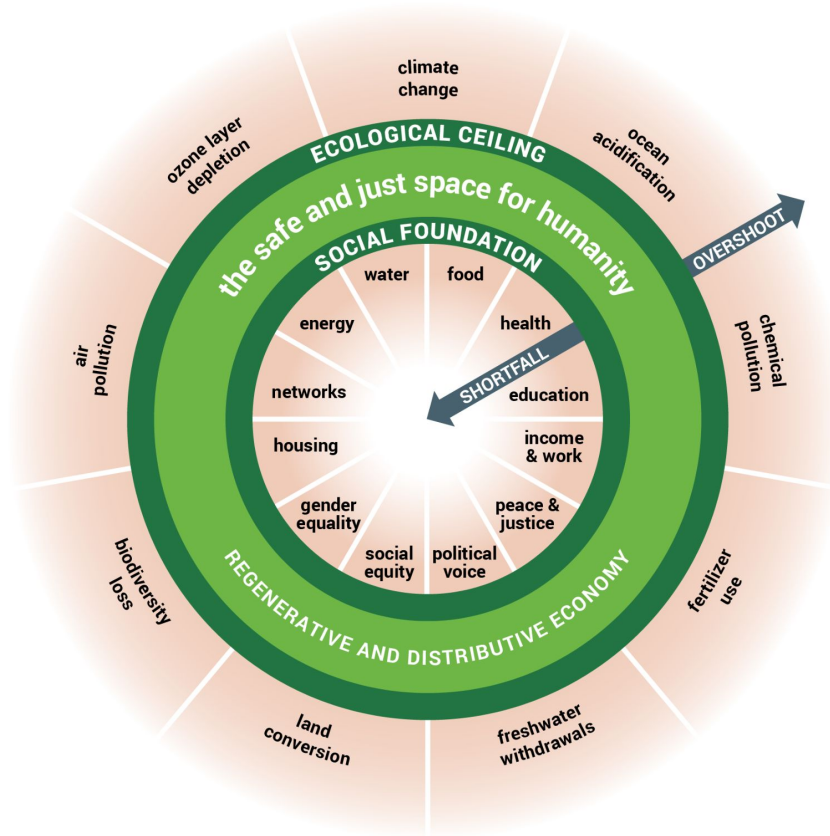 climate
change
ozone layer
depletion
ocean
acidification
ECOLOGICAL CEILING
the safe and just space for humanity
SOCIAL FOUNDATION
OVERSHOOT
water
food
energy
health
SHORTFALL
air
pollution
chemical
pollution
networks
education
housing
income
& work
gender
equality
peace &
justice
social
equity
political
voice
biodiversity
loss
fertilizer
use
REGENERATIVE AND DISTRIBUTIVE ECONOMY
land
conversion
freshwater
withdrawals